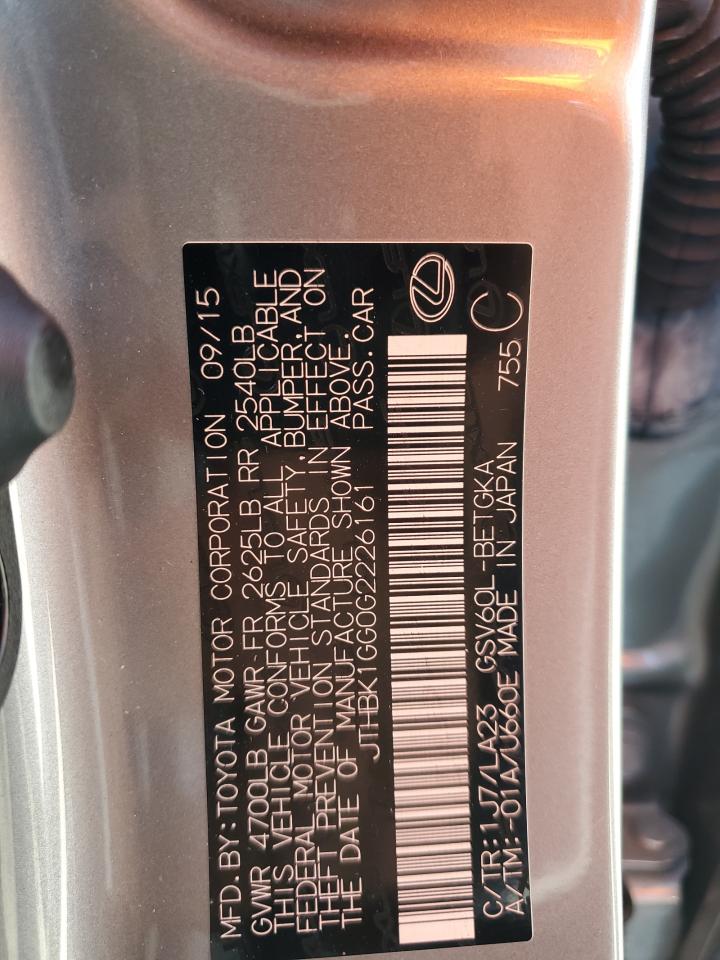 MFD.BY:TOYOTA MOTOR CORPORATION 09/15
GVWR 4700LB GAWR FR 2625LB RR 2540LB
THIS VEHICLE CONFORMS TO ALL APPLICABLE
FEDERAL MOTOR VEHICLE SAFETY,BUMPER,AND
THEFT PREVENTION STANDARDS IN EFFECT ON
THE DATE OF MANUFACTURE SHOWN ABOVE.
JTHBK1GG0G2226161 PASS.CAR
C/TR:1J7/LA23 GSV60L-BETGKA 755 C
A/TM:-01A/U660E MADE IN JAPAN